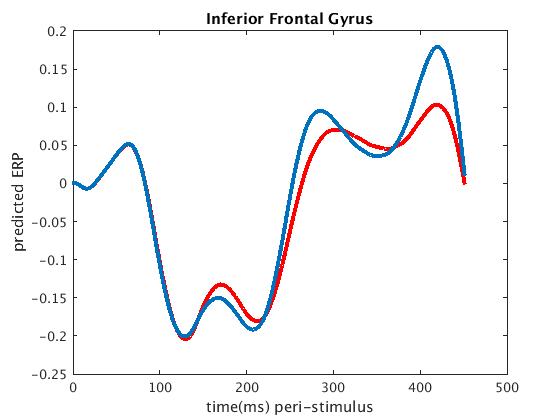 Inferior Frontal Gyrus
0.2
0.15
0.1
0.05
0
−0.05
−0.1
−0.15
−0.2
−0.25
predicted ERP
0 100 200 300 400 500
time(ms) peri-stimulus